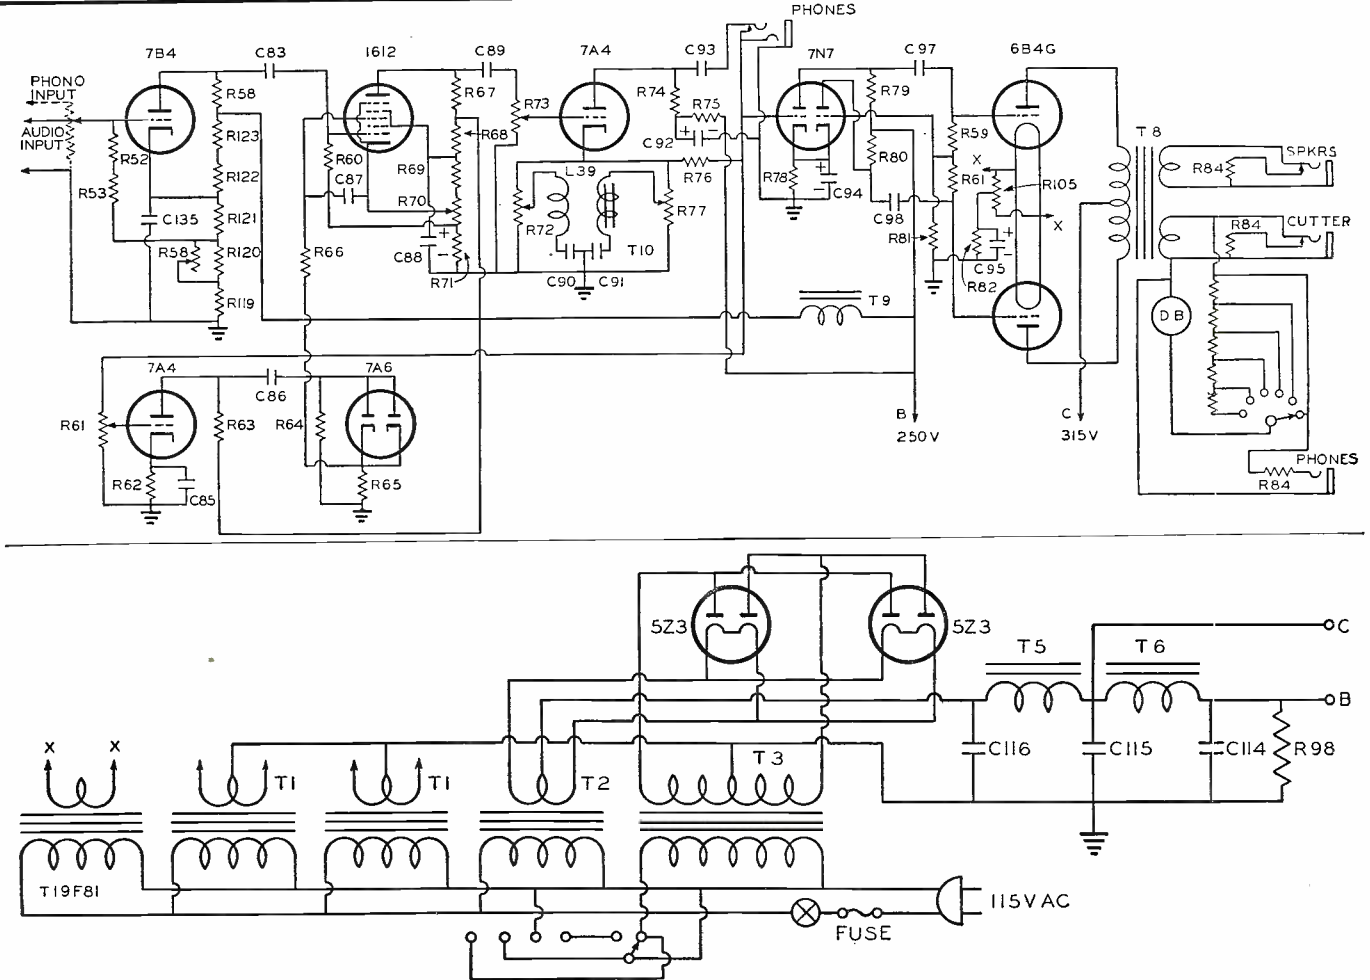 PHONES
7B4
C83
1612
C89
7A4
C93
7N7
C97
6B4G
PHONO
INPUT
AUDIO
INPUT
R58
R67
R73
R74
R75
R79
T8
R123
R68
C92
R59
SPKRS
R52
R60
R69
L39
R76
R80
X
R84
R53
R122
C87
R78
C94
R61
R105
C135
R121
R70
R72
R77
C98
X
R84
CUTTER
R58
R120
R66
C88
T10
R81
C95
R71
C90
C91
R82
R119
T9
DB
7A4
7A6
C86
R61
R63
R64
B
250V
C
315V
R62
C85
R65
PHONES
R84
5Z3
5Z3
C
T5
T6
B
X
X
T1
T1
T2
T3
C116
C115
C114
R98
T19F81
115V AC
FUSE